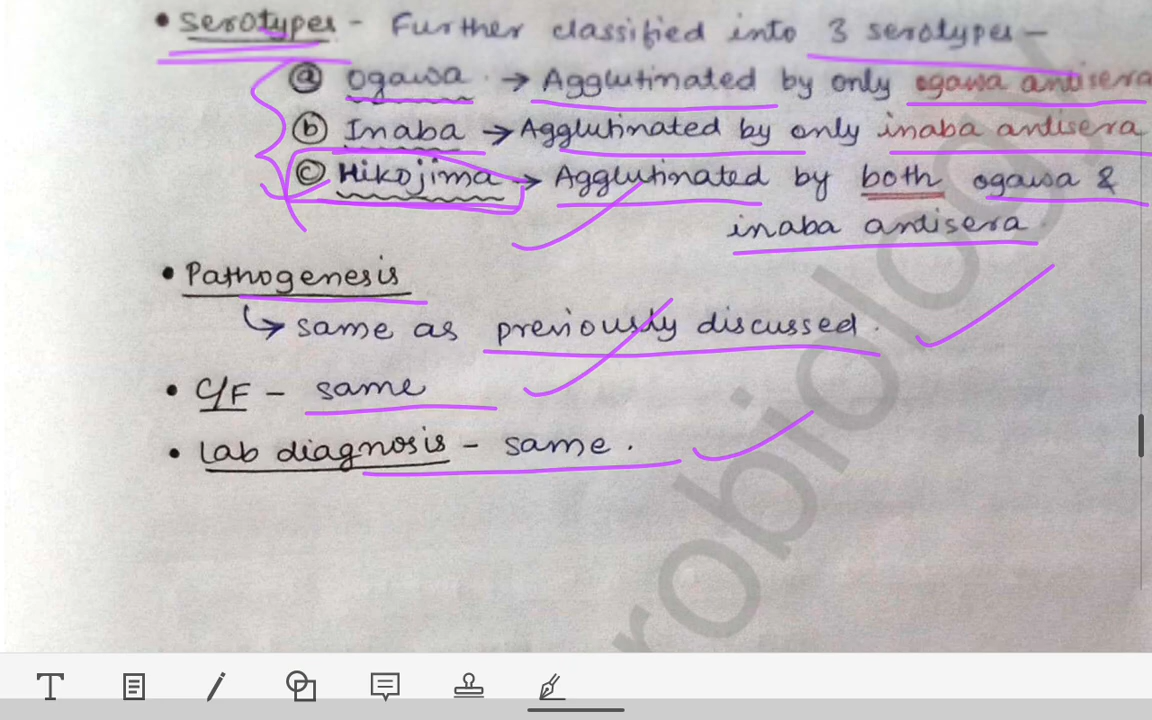 • Serotypes - Further classified into 3 serotypes -
ⓐ Ogawa → Agglutinated by only ogawa antisera
ⓑ Inaba → Agglutinated by only inaba antisera
ⓒ Hikojima → Agglutinated by both ogawa &
inaba antisera.
• Pathogenesis
↳ same as previously discussed.
• C/F - same
• Lab diagnosis - same.
robiology
T